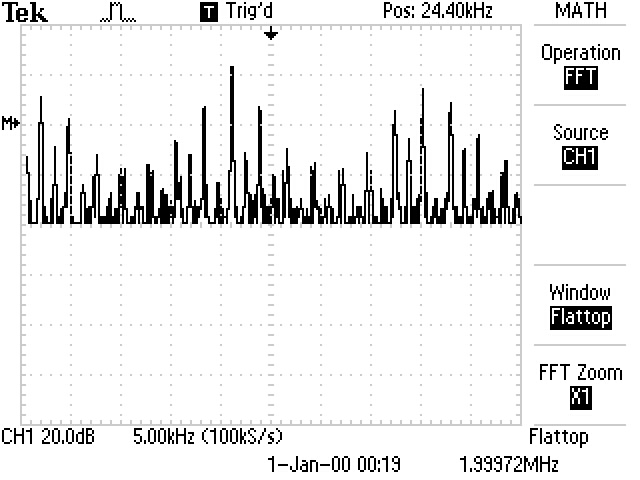 Tek T Trig'd Pos: 24.40kHz MATH
Operation
FFT
M
Source
CH1
Window
Flattop
FFT Zoom
X1
CH1 20.0dB 5.00kHz (100kS/s) Flattop
1-Jan-00 00:19 1.99972MHz